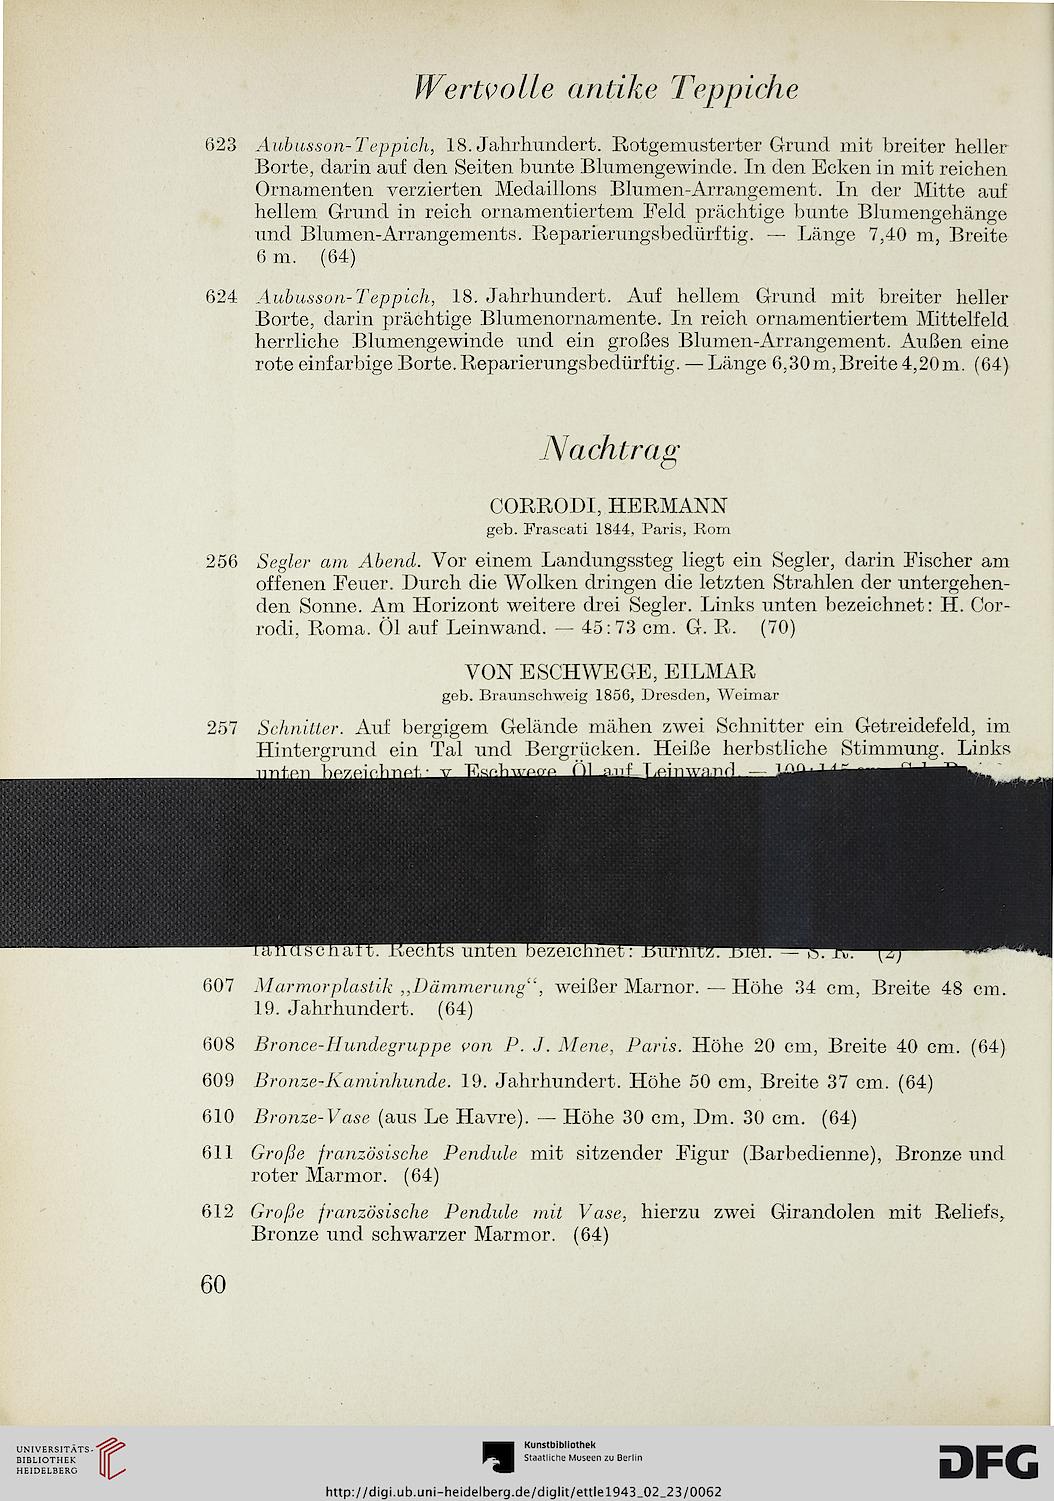 Wertvolle antike Teppiche
623 Aubusson-Teppich, 18. Jahrhundert. Rotgemusterter Grund mit breiter heller
Borte, darin auf den Seiten bunte Blumengewinde. In den Ecken in mit reichen
Ornamenten verzierten Medaillons Blumen-Arrangement. In der Mitte auf
hellem Grund in reich ornamentiertem Feld prächtige bunte Blumengehänge
und Blumen-Arrangements. Reparierungsbedürftig. — Länge 7,40 m, Breite
6 m. (64)
624 Aubusson-Teppich, 18. Jahrhundert. Auf hellem Grund mit breiter heller
Borte, darin prächtige Blumenornamente. In reich ornamentiertem Mittelfeld
herrliche Blumengewinde und ein großes Blumen-Arrangement. Außen eine
rote einfarbige Borte. Reparierungsbedürftig. — Länge 6,30 m, Breite 4,20 m. (64)
Nachtrag
CORRODI, HERMANN
geb. Frascati 1844, Paris, Rom
256 Segler am Abend. Vor einem Landungssteg liegt ein Segler, darin Fischer am
offenen Feuer. Durch die Wolken dringen die letzten Strahlen der untergehen-
den Sonne. Am Horizont weitere drei Segler. Links unten bezeichnet: H. Cor-
rodi, Roma. Öl auf Leinwand. — 45:73 cm. G. R. (70)
VON ESCHWEGE, EILMAR
geb. Braunschweig 1856, Dresden, Weimar
257 Schnitter. Auf bergigem Gelände mähen zwei Schnitter ein Getreidefeld, im
Hintergrund ein Tal und Bergrücken. Heiße herbstliche Stimmung. Links
unten bezeichnet: v. Eschwege. Öl auf Leinwand. —
landschaft. Rechts unten bezeichnet: Burnitz. Blei. — S. R. (2)
607 Marmorplastik „Dämmerung“, weißer Marnor. — Höhe 34 cm, Breite 48 cm.
19. Jahrhundert. (64)
608 Bronce-Hundegruppe von P. J. Mene, Paris. Höhe 20 cm, Breite 40 cm. (64)
609 Bronze-Kaminhunde. 19. Jahrhundert. Höhe 50 cm, Breite 37 cm. (64)
610 Bronze-Vase (aus Le Havre). — Höhe 30 cm, Dm. 30 cm. (64)
611 Große französische Pendule mit sitzender Figur (Barbedienne), Bronze und
roter Marmor. (64)
612 Große französische Pendule mit Vase, hierzu zwei Girandolen mit Reliefs,
Bronze und schwarzer Marmor. (64)
60
UNIVERSITÄTS-
BIBLIOTHEK
HEIDELBERG
Kunstbibliothek
Staatliche Museen zu Berlin
DFG
http://digi.ub.uni-heidelberg.de/diglit/ettle1943_02_23/0062